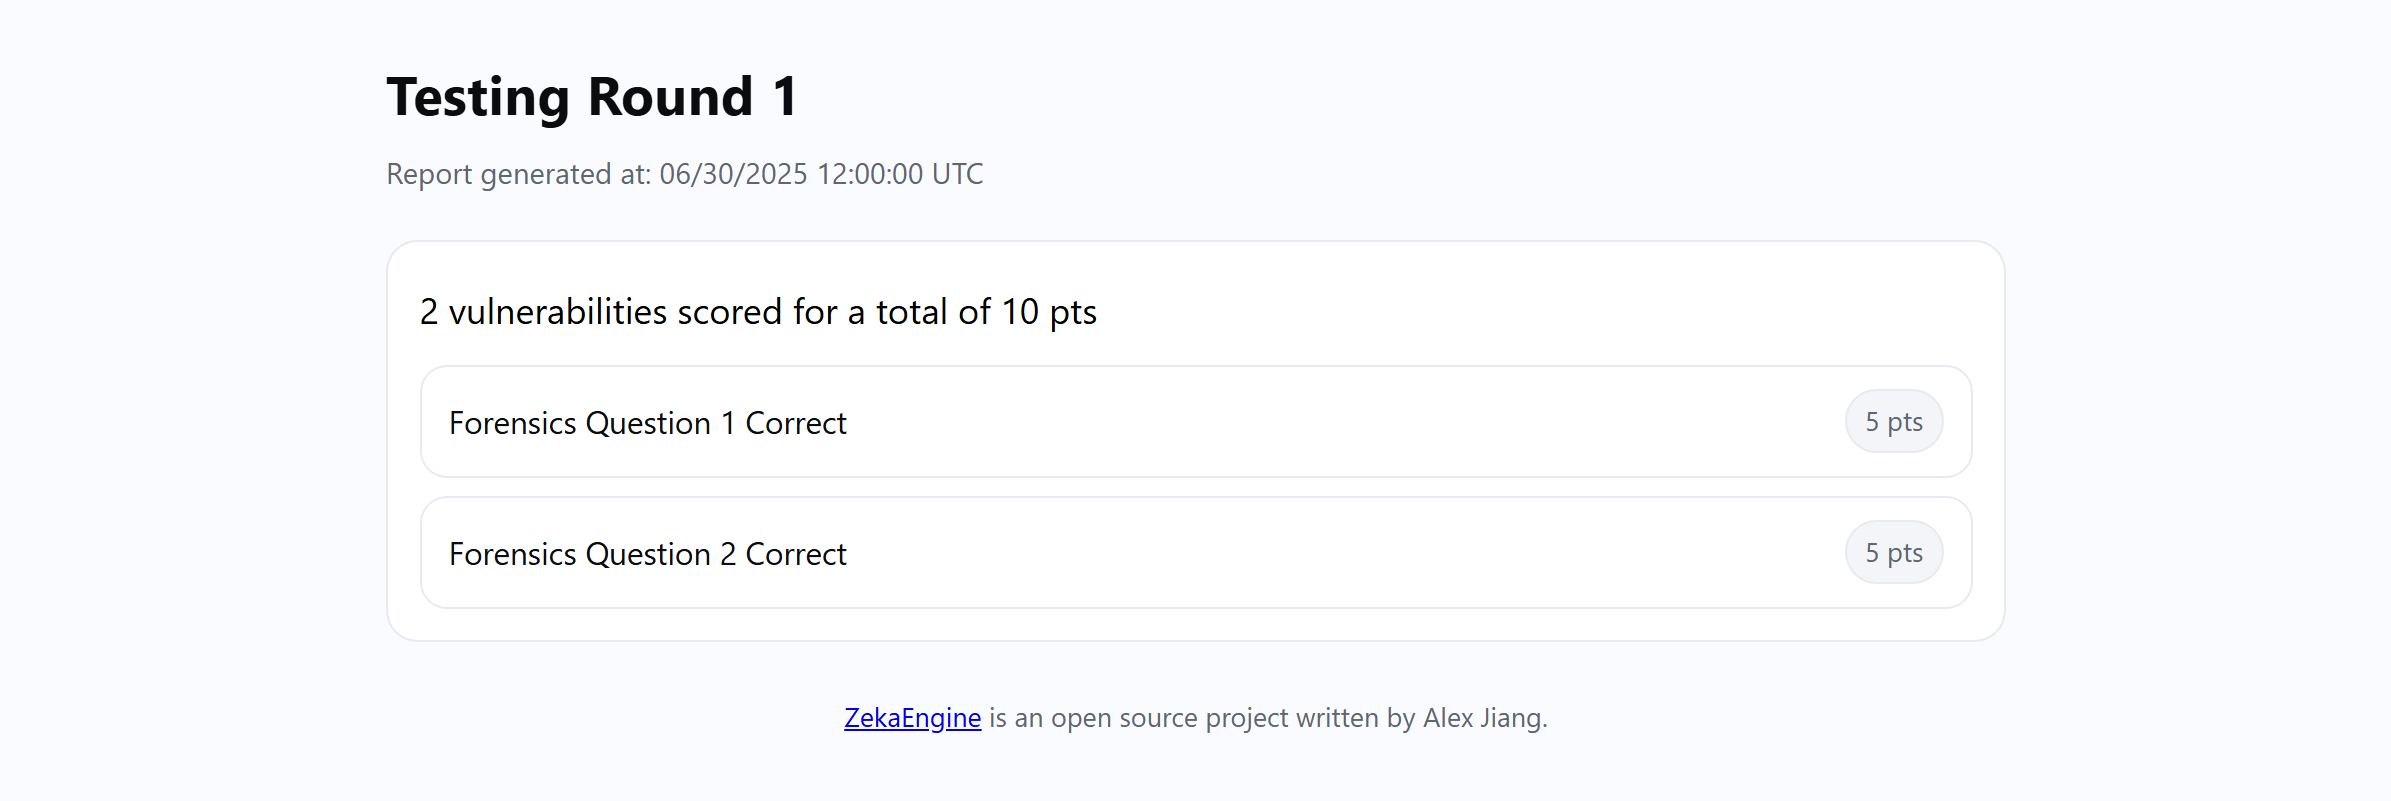 Testing Round 1
Report generated at: 06/30/2025 12:00:00 UTC
2 vulnerabilities scored for a total of 10 pts
Forensics Question 1 Correct
5 pts
Forensics Question 2 Correct
5 pts
ZekaEngine is an open source project written by Alex Jiang.